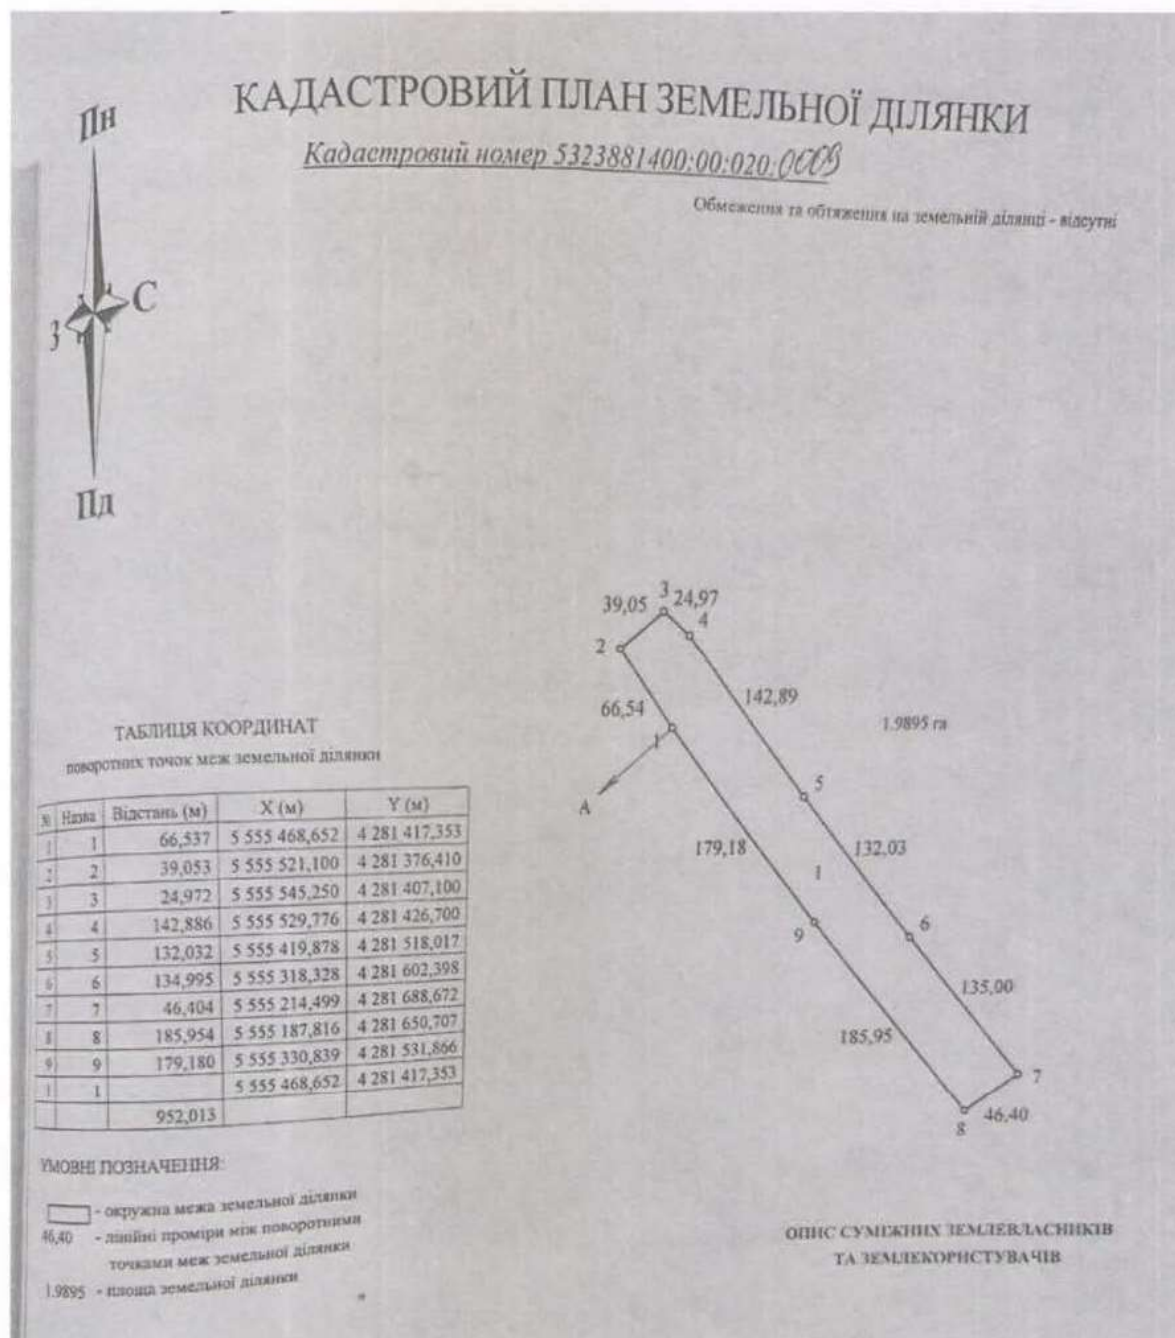 КАДАСТРОВИЙ ПЛАН ЗЕМЕЛЬНОЇ ДІЛЯНКИ
Кадастровий номер 5323881400:00:020:0009
Обмеження та обтяження на земельній ділянці - відсутні
Пн
С
З
Пд
3
39,05 24,97
4
2
142,89
66,54
1.9895 га
1
А
5
179,18
132,03
1
9
6
135,00
185,95
7
46,40
8
ТАБЛИЦЯ КООРДИНАТ
поворотних точок меж земельної ділянки
№ Назва Відстань (м) X (м) Y (м)
1 1 66,537 5 555 468,652 4 281 417,353
2 2 39,053 5 555 521,100 4 281 376,410
3 3 24,972 5 555 545,250 4 281 407,100
4 4 142,886 5 555 529,776 4 281 426,700
5 5 132,032 5 555 419,878 4 281 518,017
6 6 134,995 5 555 318,328 4 281 602,398
7 7 46,404 5 555 214,499 4 281 688,672
8 8 185,954 5 555 187,816 4 281 650,707
9 9 179,180 5 555 330,839 4 281 531,866
1 1 5 555 468,652 4 281 417,353
952,013
УМОВНІ ПОЗНАЧЕННЯ:
- окружна межа земельної ділянки
46,40 - лінійні проміри між поворотними
точками меж земельної ділянки
1.9895 - площа земельної ділянки
ОПИС СУМІЖНИХ ЗЕМЛЕВЛАСНИКІВ
ТА ЗЕМЛЕКОРИСТУВАЧІВ